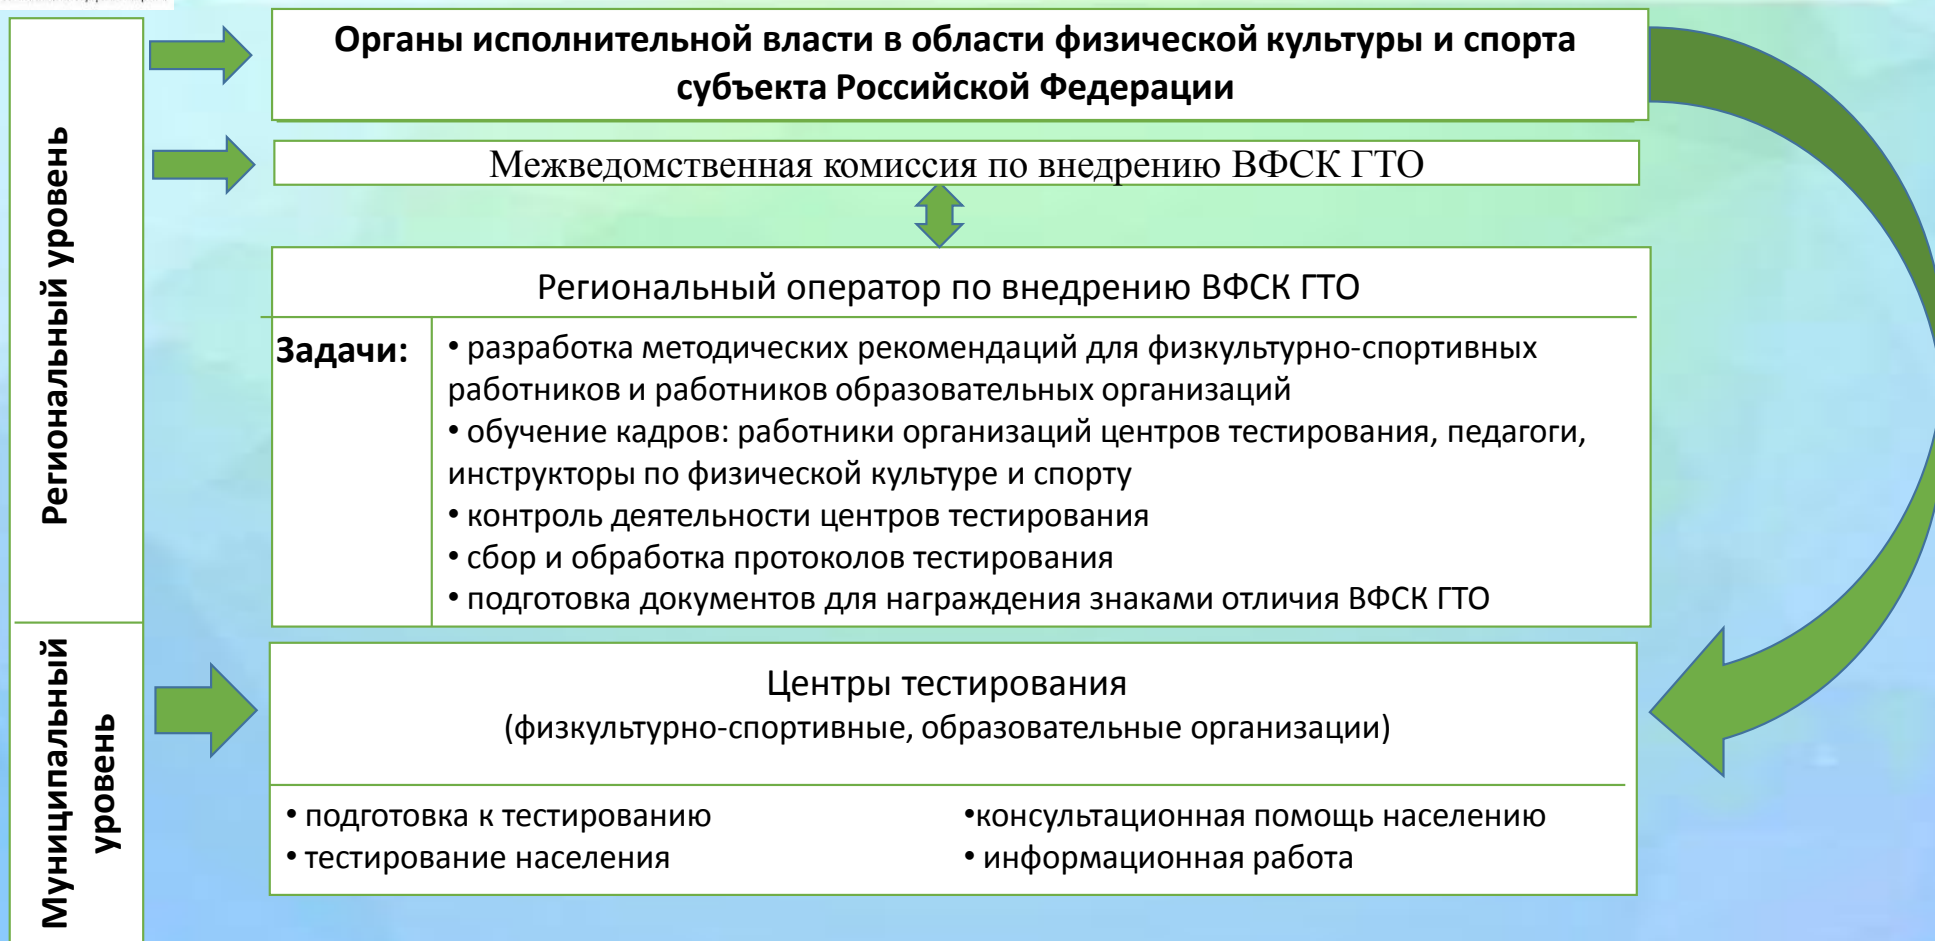 Органы исполнительной власти в области физической культуры и спорта
субъекта Российской Федерации
Региональный уровень
Межведомственная комиссия по внедрению ВФСК ГТО
Региональный оператор по внедрению ВФСК ГТО
Задачи:
• разработка методических рекомендаций для физкультурно-спортивных
работников и работников образовательных организаций
• обучение кадров: работники организаций центров тестирования, педагоги,
инструкторы по физической культуре и спорту
• контроль деятельности центров тестирования
• сбор и обработка протоколов тестирования
• подготовка документов для награждения знаками отличия ВФСК ГТО
Муниципальный
уровень
Центры тестирования
(физкультурно-спортивные, образовательные организации)
• подготовка к тестированию
• тестирование населения
•консультационная помощь населению
• информационная работа